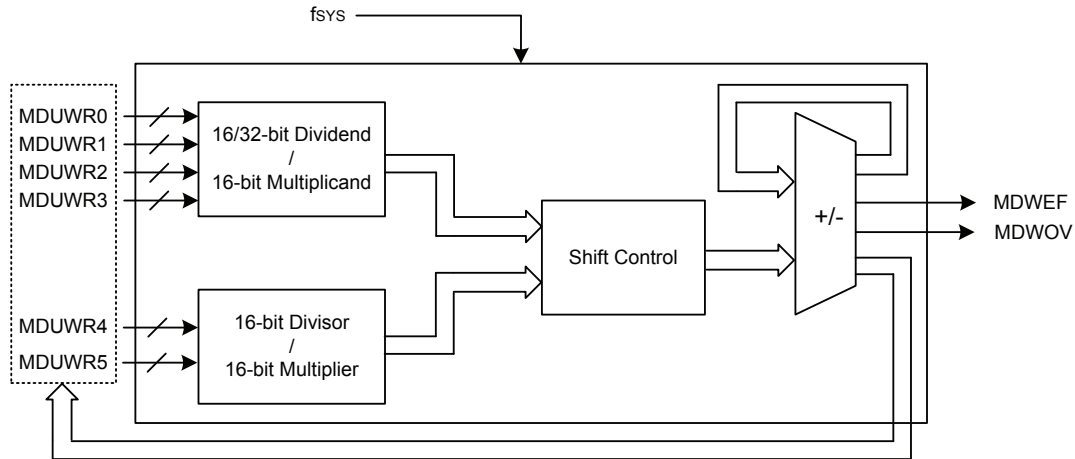 fSYS
MDUWR0
MDUWR1
MDUWR2
MDUWR3
MDUWR4
MDUWR5
16/32-bit Dividend
/
16-bit Multiplicand
16-bit Divisor
/
16-bit Multiplier
Shift Control
+/-
MDWEF
MDWOV